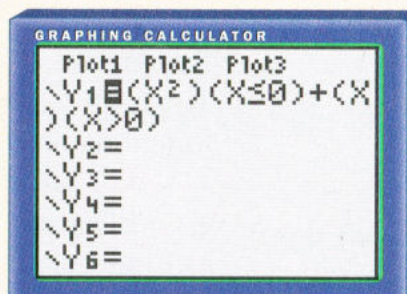 GRAPHING CALCULATOR
Plot1 Plot2 Plot3
\Y₁=(X²)(X≤0)+(X
)(X>0)
\Y₂=
\Y₃=
\Y₄=
\Y₅=
\Y₆=